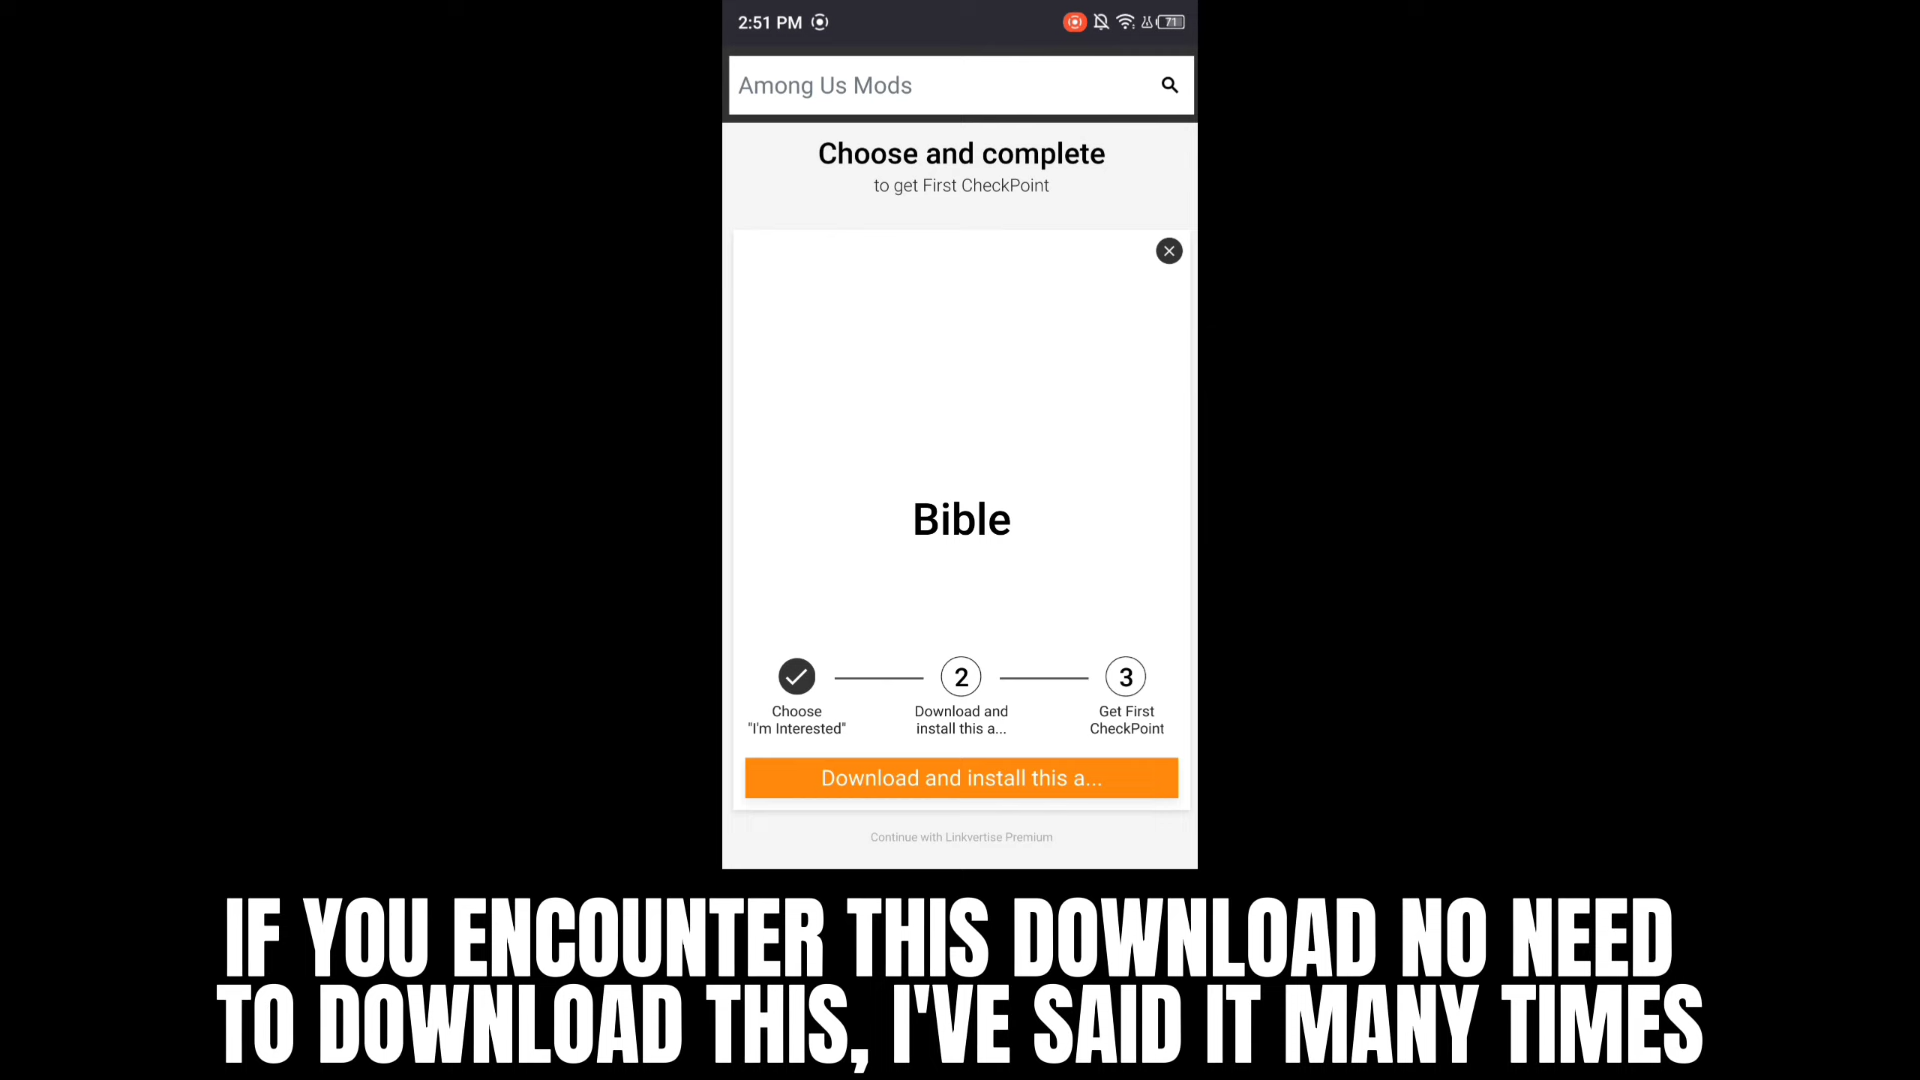 2:51 PM
71
Among Us Mods
Choose and complete
to get First CheckPoint
Bible
2
3
Choose
"I'm Interested"
Download and
install this a...
Get First
CheckPoint
Download and install this a...
Continue with Linkvertise Premium
IF YOU ENCOUNTER THIS DOWNLOAD NO NEED
TO DOWNLOAD THIS, I'VE SAID IT MANY TIMES